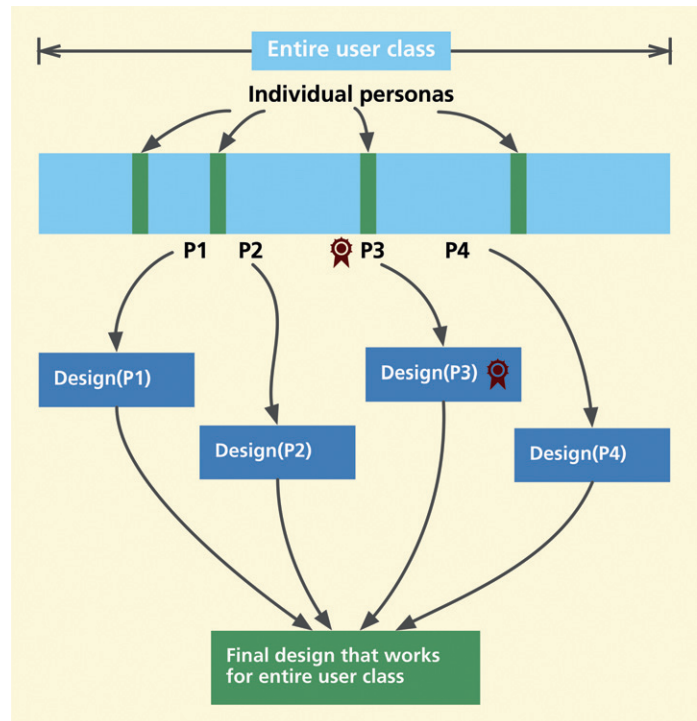 Entire user class
Individual personas
P1 P2 P3 P4
Design(P1)
Design(P3)
Design(P2)
Design(P4)
Final design that works
for entire user class